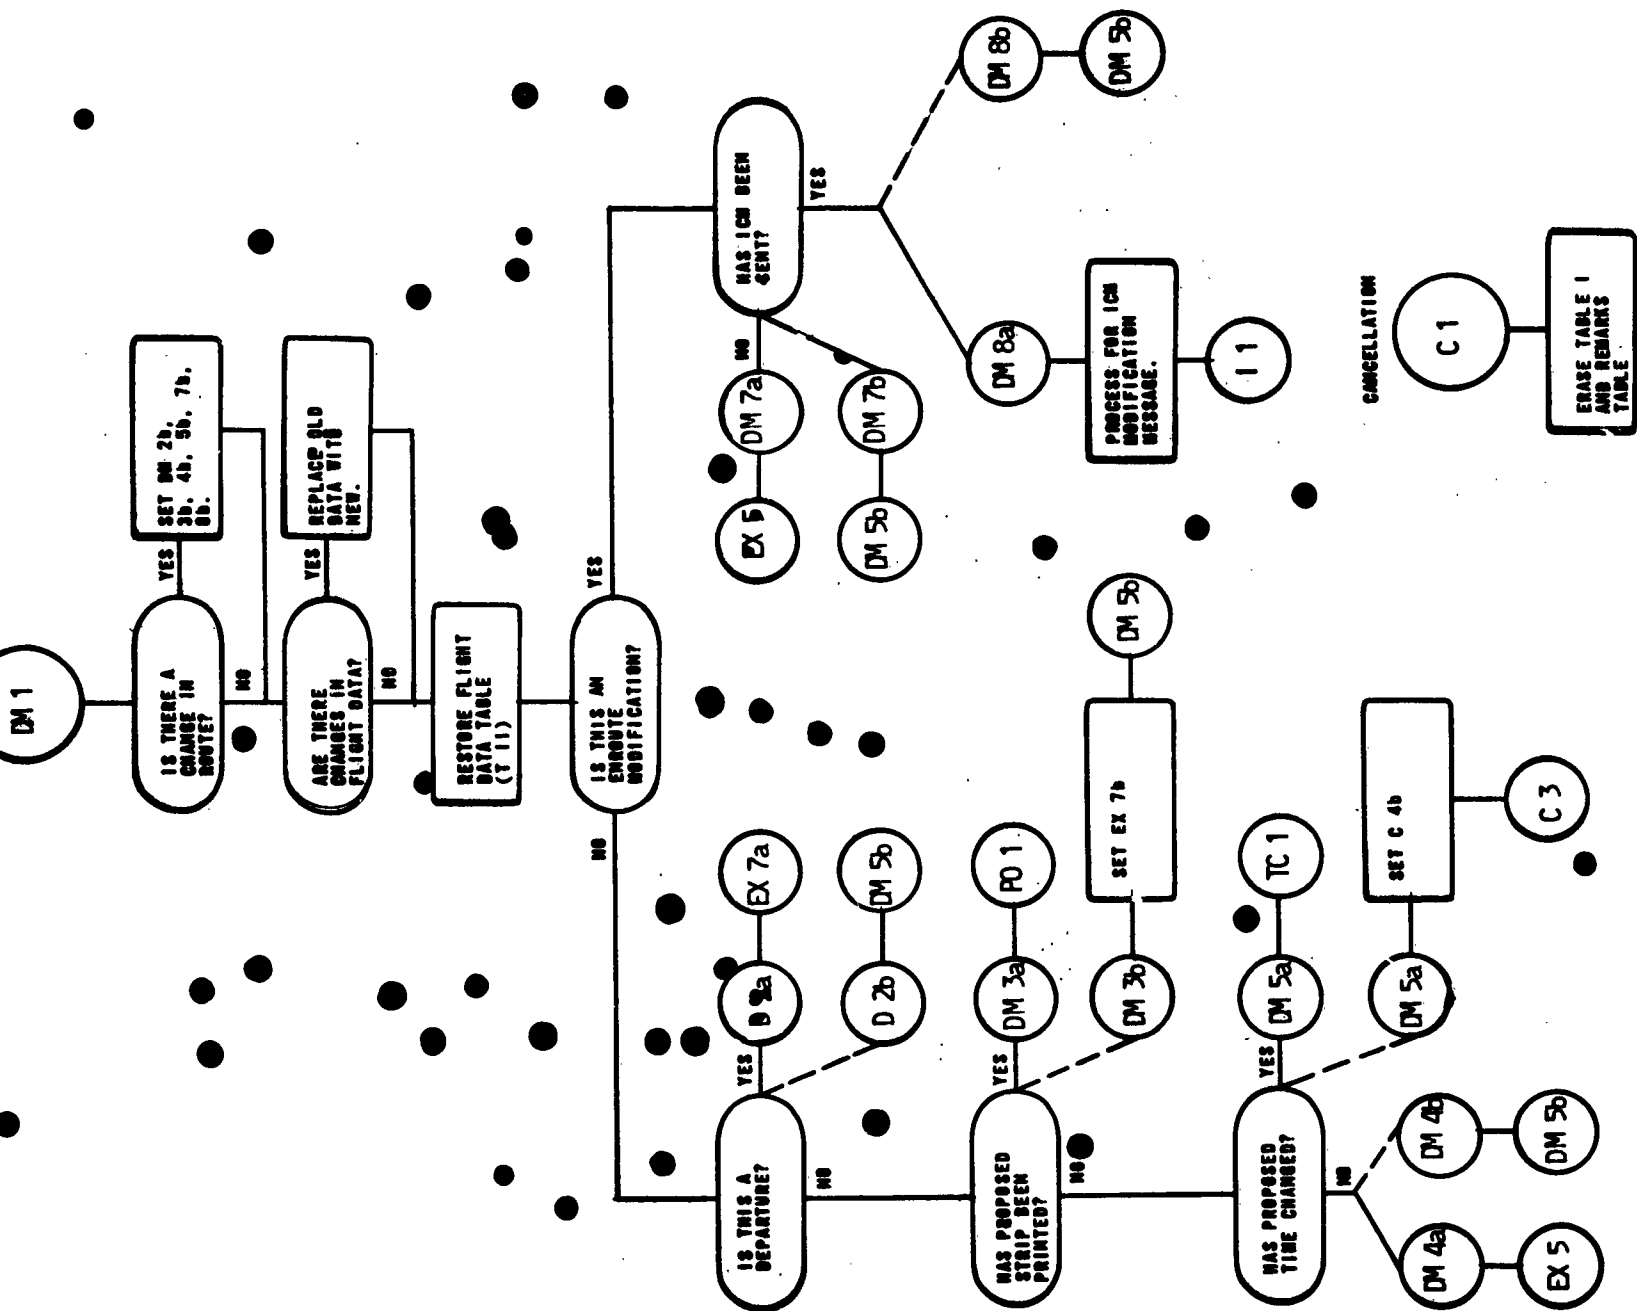 DM 1
IS THERE A
CHANGE IN
ROUTE?
YES
SET DM 2b,
3b, 4b, 5b, 7b,
8b.
NO
ARE THERE
CHANGES IN
FLIGHT DATA?
YES
REPLACE OLD
DATA WITH
NEW.
NO
RESTORE FLIGHT
DATA TABLE
(T II)
IS THIS AN
ENROUTE
MODIFICATION?
NO
YES
IS THIS A
DEPARTURE?
YES
EX 7a
D 2b
DM 5b
NO
HAS PROPOSED
STRIP BEEN
PRINTED?
YES
DM 3a
PO 1
DM 3b
SET EX 7b
DM 5b
NO
HAS PROPOSED
TIME CHANGED?
YES
DM 5a
TC 1
DM 5a
SET C 4b
C 3
NO
DM 4a
EX 5
DM 4b
DM 5b
HAS ICM BEEN
SENT?
NO
DM 7a
EX 5
DM 7b
DM 5b
YES
DM 8a
PROCESS FOR ICM
MODIFICATION
MESSAGE.
I 1
DM 8b
DM 5b
CANCELLATION
C 1
ERASE TABLE I
AND REMARKS
TABLE